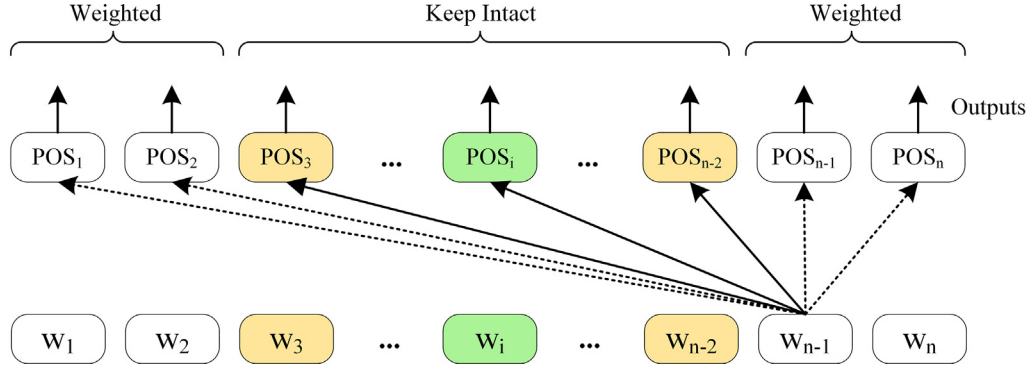 Weighted Keep Intact Weighted
Outputs
POS₁ POS₂ POS₃ ... POSᵢ ... POSₙ₋₂ POSₙ₋₁ POSₙ
W₁ W₂ W₃ ... Wᵢ ... Wₙ₋₂ Wₙ₋₁ Wₙ